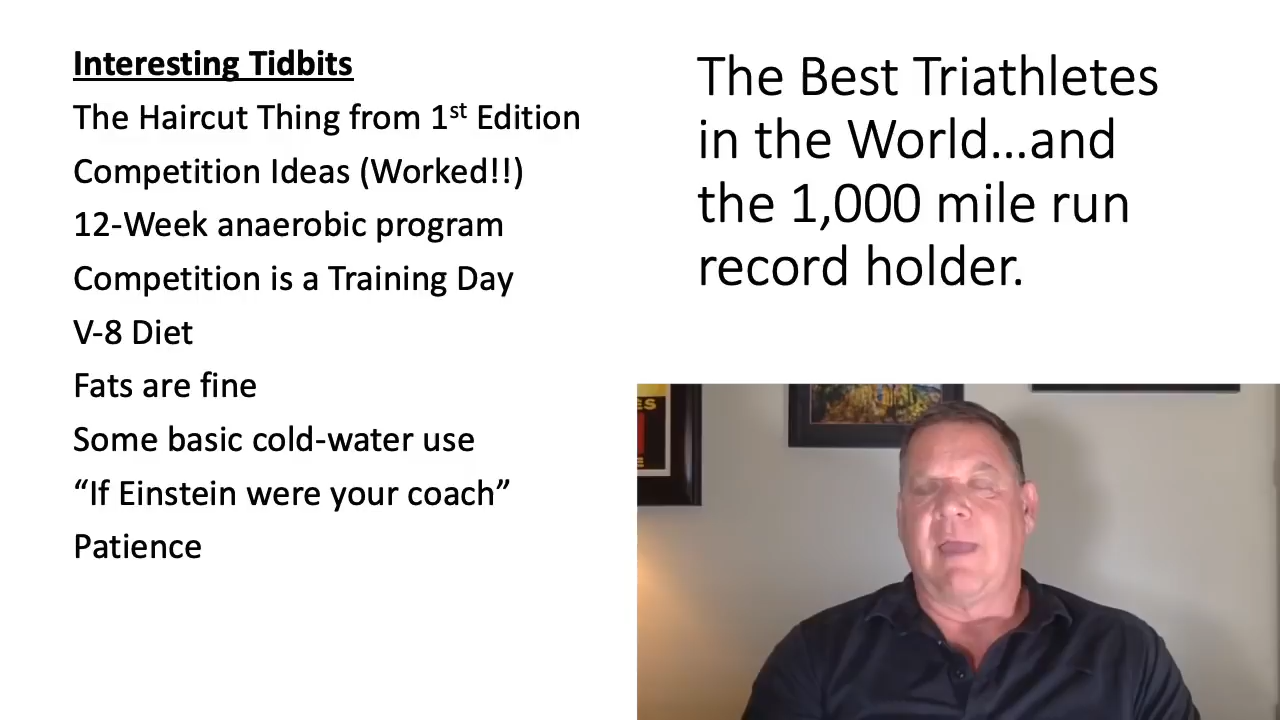 Interesting Tidbits
The Haircut Thing from 1st Edition
Competition Ideas (Worked!!)
12-Week anaerobic program
Competition is a Training Day
V-8 Diet
Fats are fine
Some basic cold-water use
“If Einstein were your coach”
Patience
The Best Triathletes
in the World...and
the 1,000 mile run
record holder.
ES